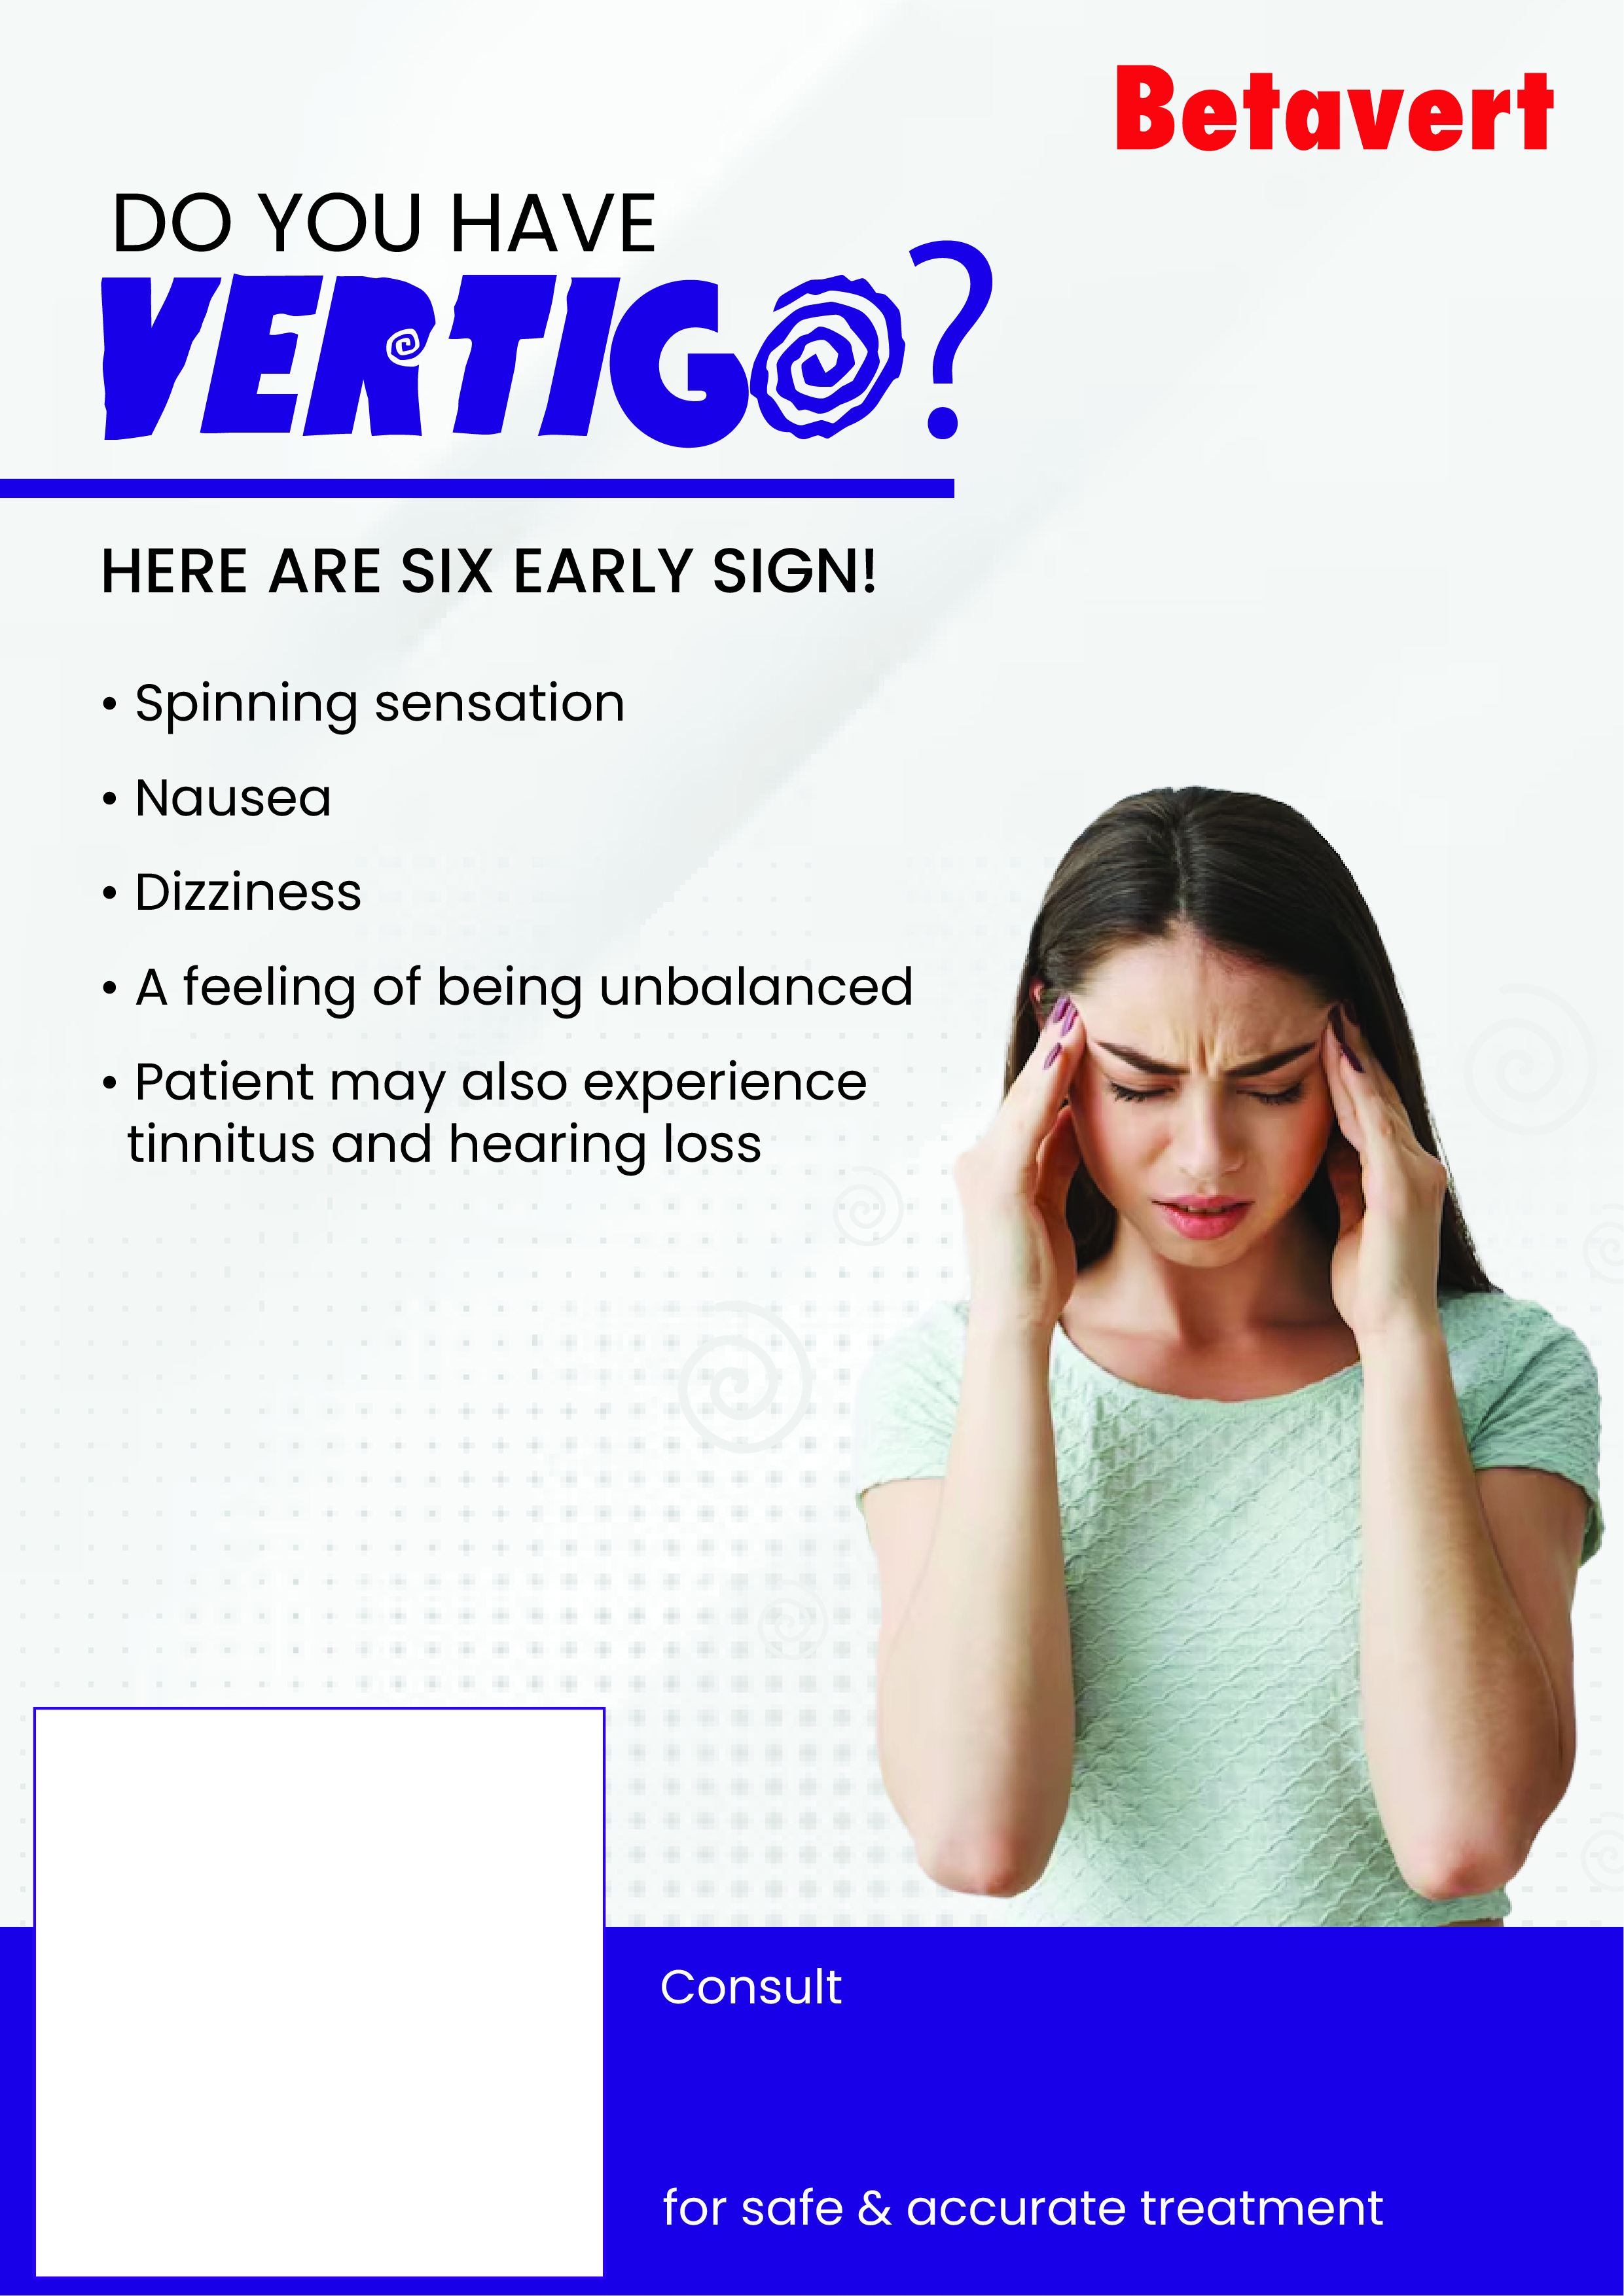 Betavert
DO YOU HAVE
VERTIGO?
HERE ARE SIX EARLY SIGN!
• Spinning sensation
• Nausea
• Dizziness
• A feeling of being unbalanced
• Patient may also experience
tinnitus and hearing loss
Consult
for safe & accurate treatment